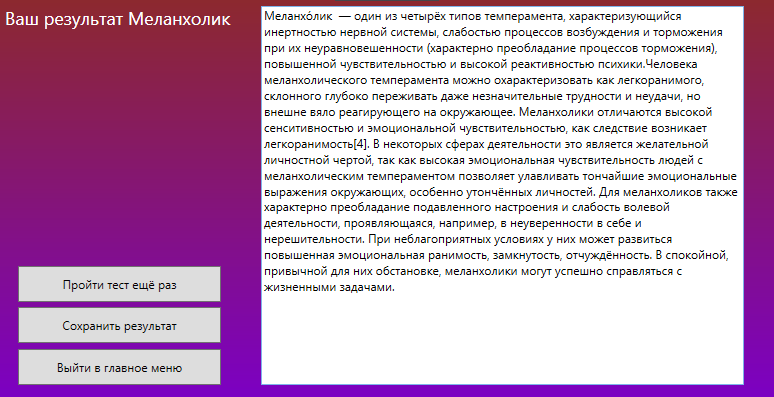 Ваш результат Меланхолик
Меланхо́лик  — один из четырёх типов темперамента, характеризующийся
инертностью нервной системы, слабостью процессов возбуждения и торможения
при их неуравновешенности (характерно преобладание процессов торможения),
повышенной чувствительностью и высокой реактивностью психики.Человека
меланхолического темперамента можно охарактеризовать как легкоранимого,
склонного глубоко переживать даже незначительные трудности и неудачи, но
внешне вяло реагирующего на окружающее. Меланхолики отличаются высокой
сенситивностью и эмоциональной чувствительностью, как следствие возникает
легкоранимость[4]. В некоторых сферах деятельности это является желательной
личностной чертой, так как высокая эмоциональная чувствительность людей с
меланхолическим темпераментом позволяет улавливать тончайшие эмоциональные
выражения окружающих, особенно утончённых личностей. Для меланхоликов также
характерно преобладание подавленного настроения и слабость волевой
деятельности, проявляющаяся, например, в неуверенности в себе и
нерешительности. При неблагоприятных условиях у них может развиться
повышенная эмоциональная ранимость, замкнутость, отчуждённость. В спокойной,
привычной для них обстановке, меланхолики могут успешно справляться с
жизненными задачами.
Пройти тест ещё раз
Сохранить результат
Выйти в главное меню